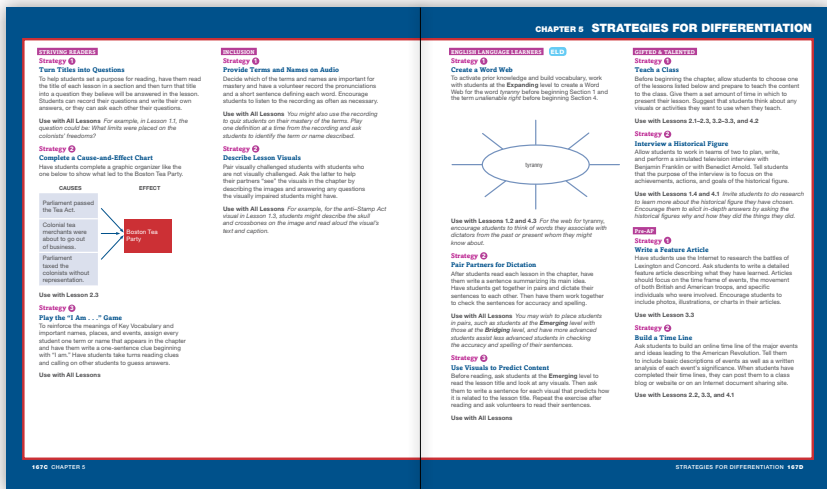 CHAPTER 5 STRATEGIES FOR DIFFERENTIATION
STRIVING READERS
Strategy 1
Turn Titles into Questions
To help students set a purpose for reading, have them read
the title of each lesson in a section and then turn that title
into a question they believe will be answered in the lesson.
Students can record their questions and write their own
answers, or they can ask each other their questions.
Use with All Lessons For example, in Lesson 1.1, the
question could be: What limits were placed on the
colonists' freedoms?
Strategy 2
Complete a Cause-and-Effect Chart
Have students complete a graphic organizer like the
one below to show what led to the Boston Tea Party.
CAUSES
EFFECT
Parliament passed
the Tea Act.
Colonial tea
merchants were
about to go out
of business.
Parliament
taxed the
colonists without
representation.
Boston Tea
Party
Use with Lesson 2.3
Strategy 3
Play the "I Am . . ." Game
To reinforce the meanings of Key Vocabulary and
important names, places, and events, assign every
student one term or name that appears in the chapter
and have them write a one-sentence clue beginning
with "I am." Have students take turns reading clues
and calling on other students to guess answers.
Use with All Lessons
INCLUSION
Strategy 1
Provide Terms and Names on Audio
Decide which of the terms and names are important for
mastery and have a volunteer record the pronunciations
and a short sentence defining each word. Encourage
students to listen to the recording as often as necessary.
Use with All Lessons You might also use the recording
to quiz students on their mastery of the terms. Play
one definition at a time from the recording and ask
students to identify the term or name described.
Strategy 2
Describe Lesson Visuals
Pair visually challenged students with students who
are not visually challenged. Ask the latter to help
their partners "see" the visuals in the chapter by
describing the images and answering any questions
the visually impaired students might have.
Use with All Lessons For example, for the anti–Stamp Act
visual in Lesson 1.3, students might describe the skull
and crossbones on the image and read aloud the visual's
text and caption.
ENGLISH LANGUAGE LEARNERS ELD
Strategy 1
Create a Word Web
To activate prior knowledge and build vocabulary, work
with students at the Expanding level to create a Word
Web for the word tyranny before beginning Section 1 and
the term unalienable right before beginning Section 4.
tyranny
Use with Lessons 1.2 and 4.3 For the web for tyranny,
encourage students to think of words they associate with
dictators from the past or present whom they might
know about.
Strategy 2
Pair Partners for Dictation
After students read each lesson in the chapter, have
them write a sentence summarizing its main idea.
Have students get together in pairs and dictate their
sentences to each other. Then have them work together
to check the sentences for accuracy and spelling.
Use with All Lessons You may wish to place students
in pairs, such as students at the Emerging level with
those at the Bridging level, and have more advanced
students assist less advanced students in checking
the accuracy and spelling of their sentences.
Strategy 3
Use Visuals to Predict Content
Before reading, ask students at the Emerging level to
read the lesson title and look at any visuals. Then ask
them to write a sentence for each visual that predicts how
it is related to the lesson title. Repeat the exercise after
reading and ask volunteers to read their sentences.
Use with All Lessons
GIFTED & TALENTED
Strategy 1
Teach a Class
Before beginning the chapter, allow students to choose one
of the lessons listed below and prepare to teach the content
to the class. Give them a set amount of time in which to
present their lesson. Suggest that students think about any
visuals or activities they want to use when they teach.
Use with Lessons 2.1–2.3, 3.2–3.3, and 4.2
Strategy 2
Interview a Historical Figure
Allow students to work in teams of two to plan, write,
and perform a simulated television interview with
Benjamin Franklin or with Benedict Arnold. Tell students
that the purpose of the interview is to focus on the
achievements, actions, and goals of the historical figure.
Use with Lessons 1.4 and 4.1 Invite students to do research
to learn more about the historical figure they have chosen.
Encourage them to elicit in-depth answers by asking the
historical figures why and how they did the things they did.
Pre-AP
Strategy 1
Write a Feature Article
Have students use the Internet to research the battles of
Lexington and Concord. Ask students to write a detailed
feature article describing what they have learned. Articles
should focus on the time frame of events, the movement
of both British and American troops, and specific
individuals who were involved. Encourage students to
include photos, illustrations, or charts in their articles.
Use with Lesson 3.3
Strategy 2
Build a Time Line
Ask students to build an online time line of the major events
and ideas leading to the American Revolution. Tell them
to include basic descriptions of events as well as a written
analysis of each event's significance. When students have
completed their time lines, they can post them to a class
blog or website or on an Internet document sharing site.
Use with Lessons 2.2, 3.3, and 4.1
167C CHAPTER 5
STRATEGIES FOR DIFFERENTIATION 167D